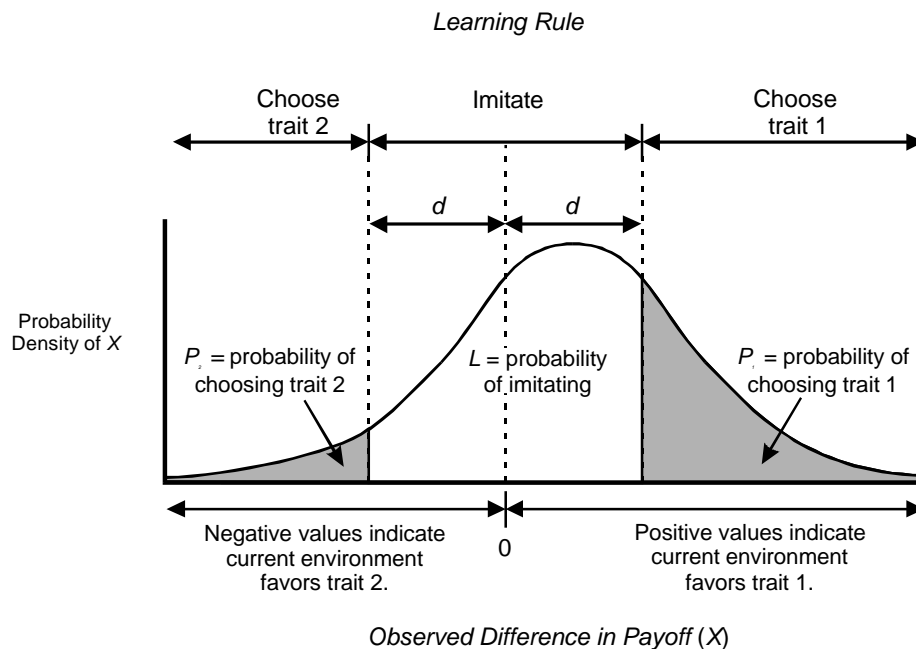 Learning Rule
Choose
trait 2
Imitate
Choose
trait 1
d
d
Probability
Density of X
P₂ = probability of
choosing trait 2
L = probability
of imitating
P₁ = probability of
choosing trait 1
Negative values indicate
current environment
favors trait 2.
0
Positive values indicate
current environment
favors trait 1.
Observed Difference in Payoff (X)